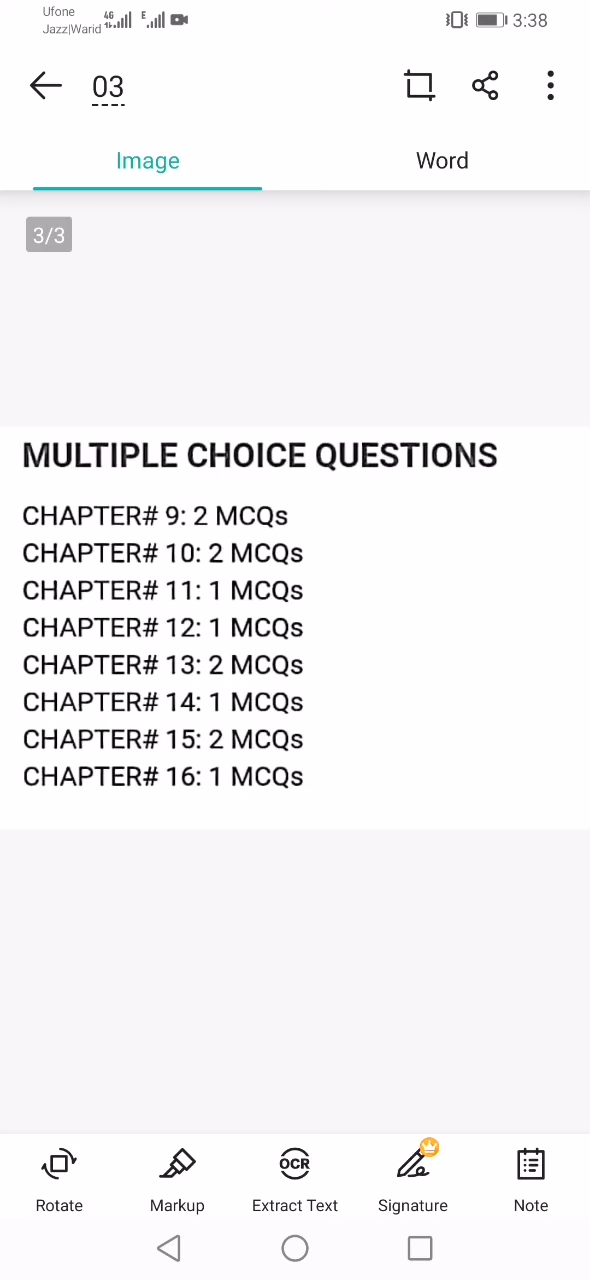 Ufone
Jazz|Warid 4G E 3:38
03
Image Word
3/3
MULTIPLE CHOICE QUESTIONS
CHAPTER# 9: 2 MCQs
CHAPTER# 10: 2 MCQs
CHAPTER# 11: 1 MCQs
CHAPTER# 12: 1 MCQs
CHAPTER# 13: 2 MCQs
CHAPTER# 14: 1 MCQs
CHAPTER# 15: 2 MCQs
CHAPTER# 16: 1 MCQs
OCR
Rotate Markup Extract Text Signature Note